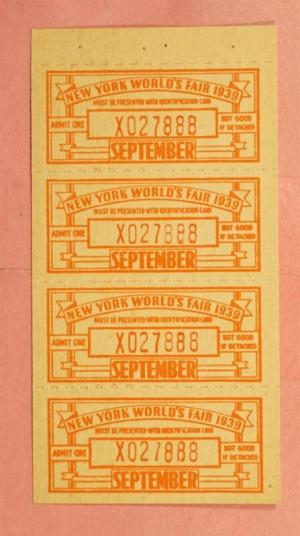 NEW YORK WORLD'S FAIR 1939
MUST BE PRESENTED WITH IDENTIFICATION CARD
ADMIT ONE X027888 NOT GOOD
IF DETACHED
SEPTEMBER
NEW YORK WORLD'S FAIR 1939
MUST BE PRESENTED WITH IDENTIFICATION CARD
ADMIT ONE X027888 NOT GOOD
IF DETACHED
SEPTEMBER
NEW YORK WORLD'S FAIR 1939
MUST BE PRESENTED WITH IDENTIFICATION CARD
ADMIT ONE X027888 NOT GOOD
IF DETACHED
SEPTEMBER
NEW YORK WORLD'S FAIR 1939
MUST BE PRESENTED WITH IDENTIFICATION CARD
ADMIT ONE X027888 NOT GOOD
IF DETACHED
SEPTEMBER